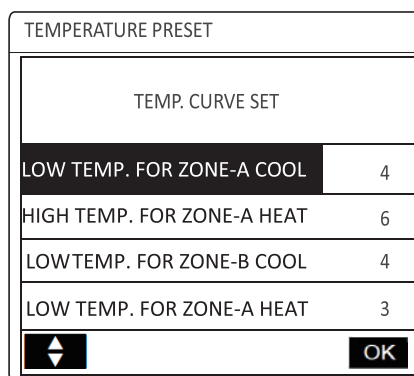 TEMPERATURE PRESET
TEMP. CURVE SET
LOW TEMP. FOR ZONE-A COOL 4
HIGH TEMP. FOR ZONE-A HEAT 6
LOWTEMP. FOR ZONE-B COOL 4
LOW TEMP. FOR ZONE-A HEAT 3
OK